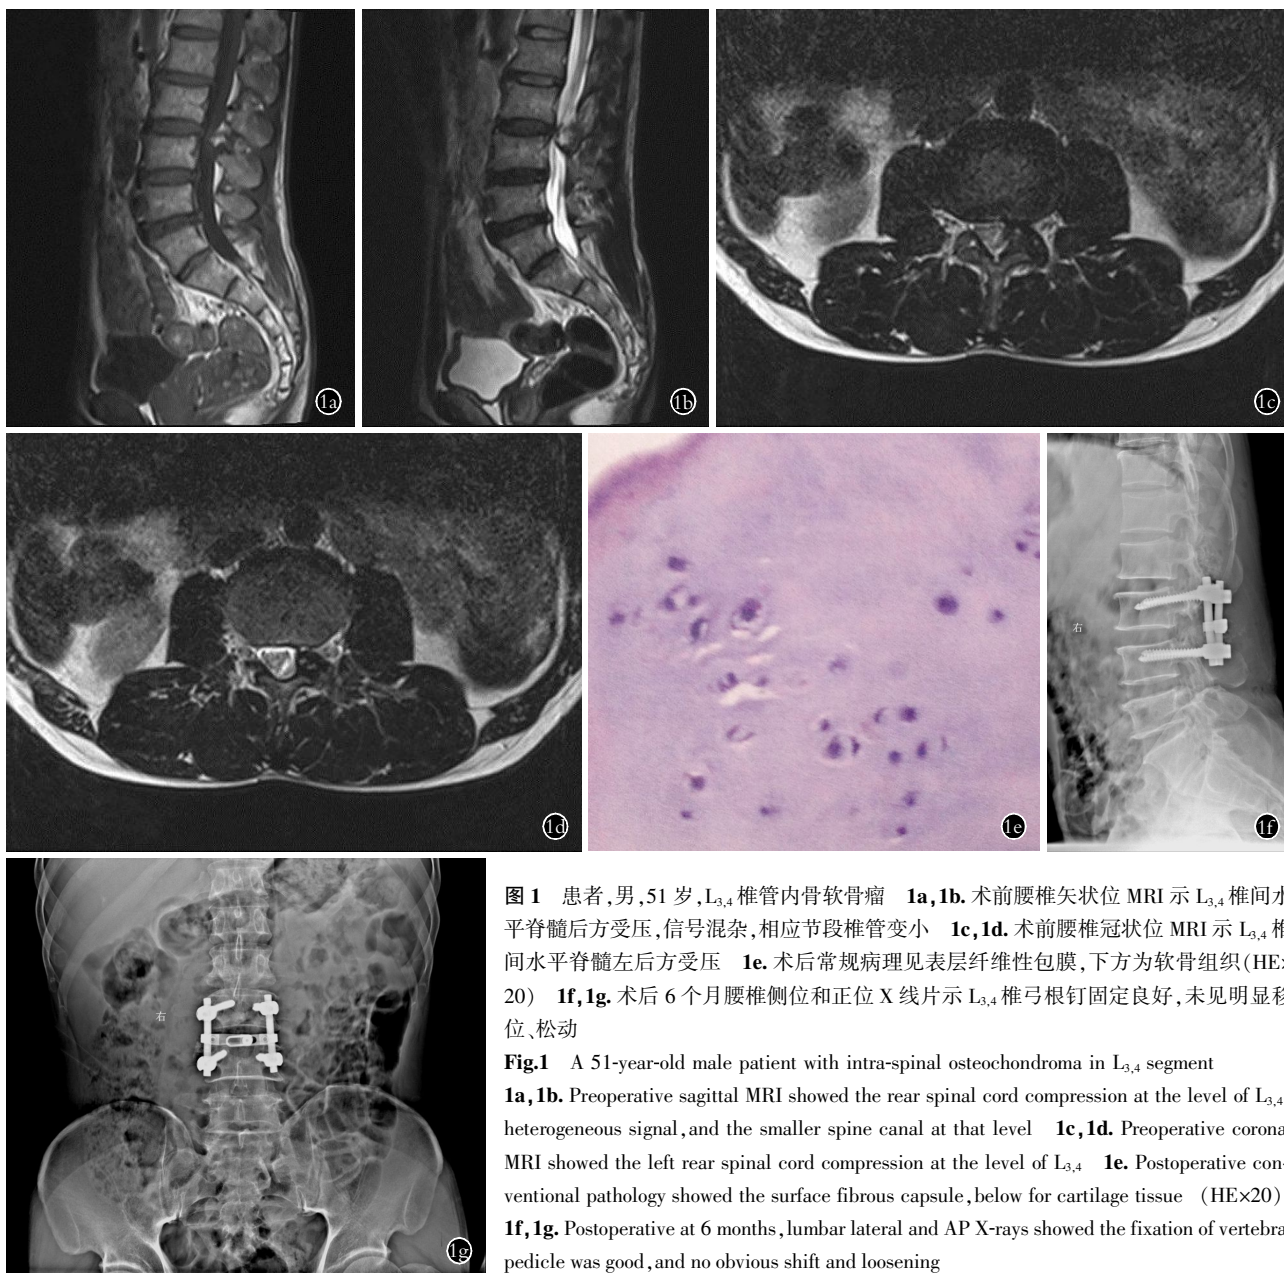 1a
1b
1c
1d
1e
右
1f
右
1g
图 1 患者,男,51 岁,L3,4 椎管内骨软骨瘤 1a,1b. 术前腰椎矢状位 MRI 示 L3,4 椎间水
平脊髓后方受压,信号混杂,相应节段椎管变小 1c,1d. 术前腰椎冠状位 MRI 示 L3,4 椎
间水平脊髓左后方受压 1e. 术后常规病理见表层纤维性包膜,下方为软骨组织(HE×
20) 1f,1g. 术后 6 个月腰椎侧位和正位 X 线片示 L3,4 椎弓根钉固定良好,未见明显移
位、松动
Fig.1 A 51-year-old male patient with intra-spinal osteochondroma in L3,4 segment
1a,1b. Preoperative sagittal MRI showed the rear spinal cord compression at the level of L3,4
heterogeneous signal,and the smaller spine canal at that level 1c,1d. Preoperative corona
MRI showed the left rear spinal cord compression at the level of L3,4 1e. Postoperative con-
ventional pathology showed the surface fibrous capsule,below for cartilage tissue (HE×20)
1f,1g. Postoperative at 6 months,lumbar lateral and AP X-rays showed the fixation of vertebra
pedicle was good,and no obvious shift and loosening